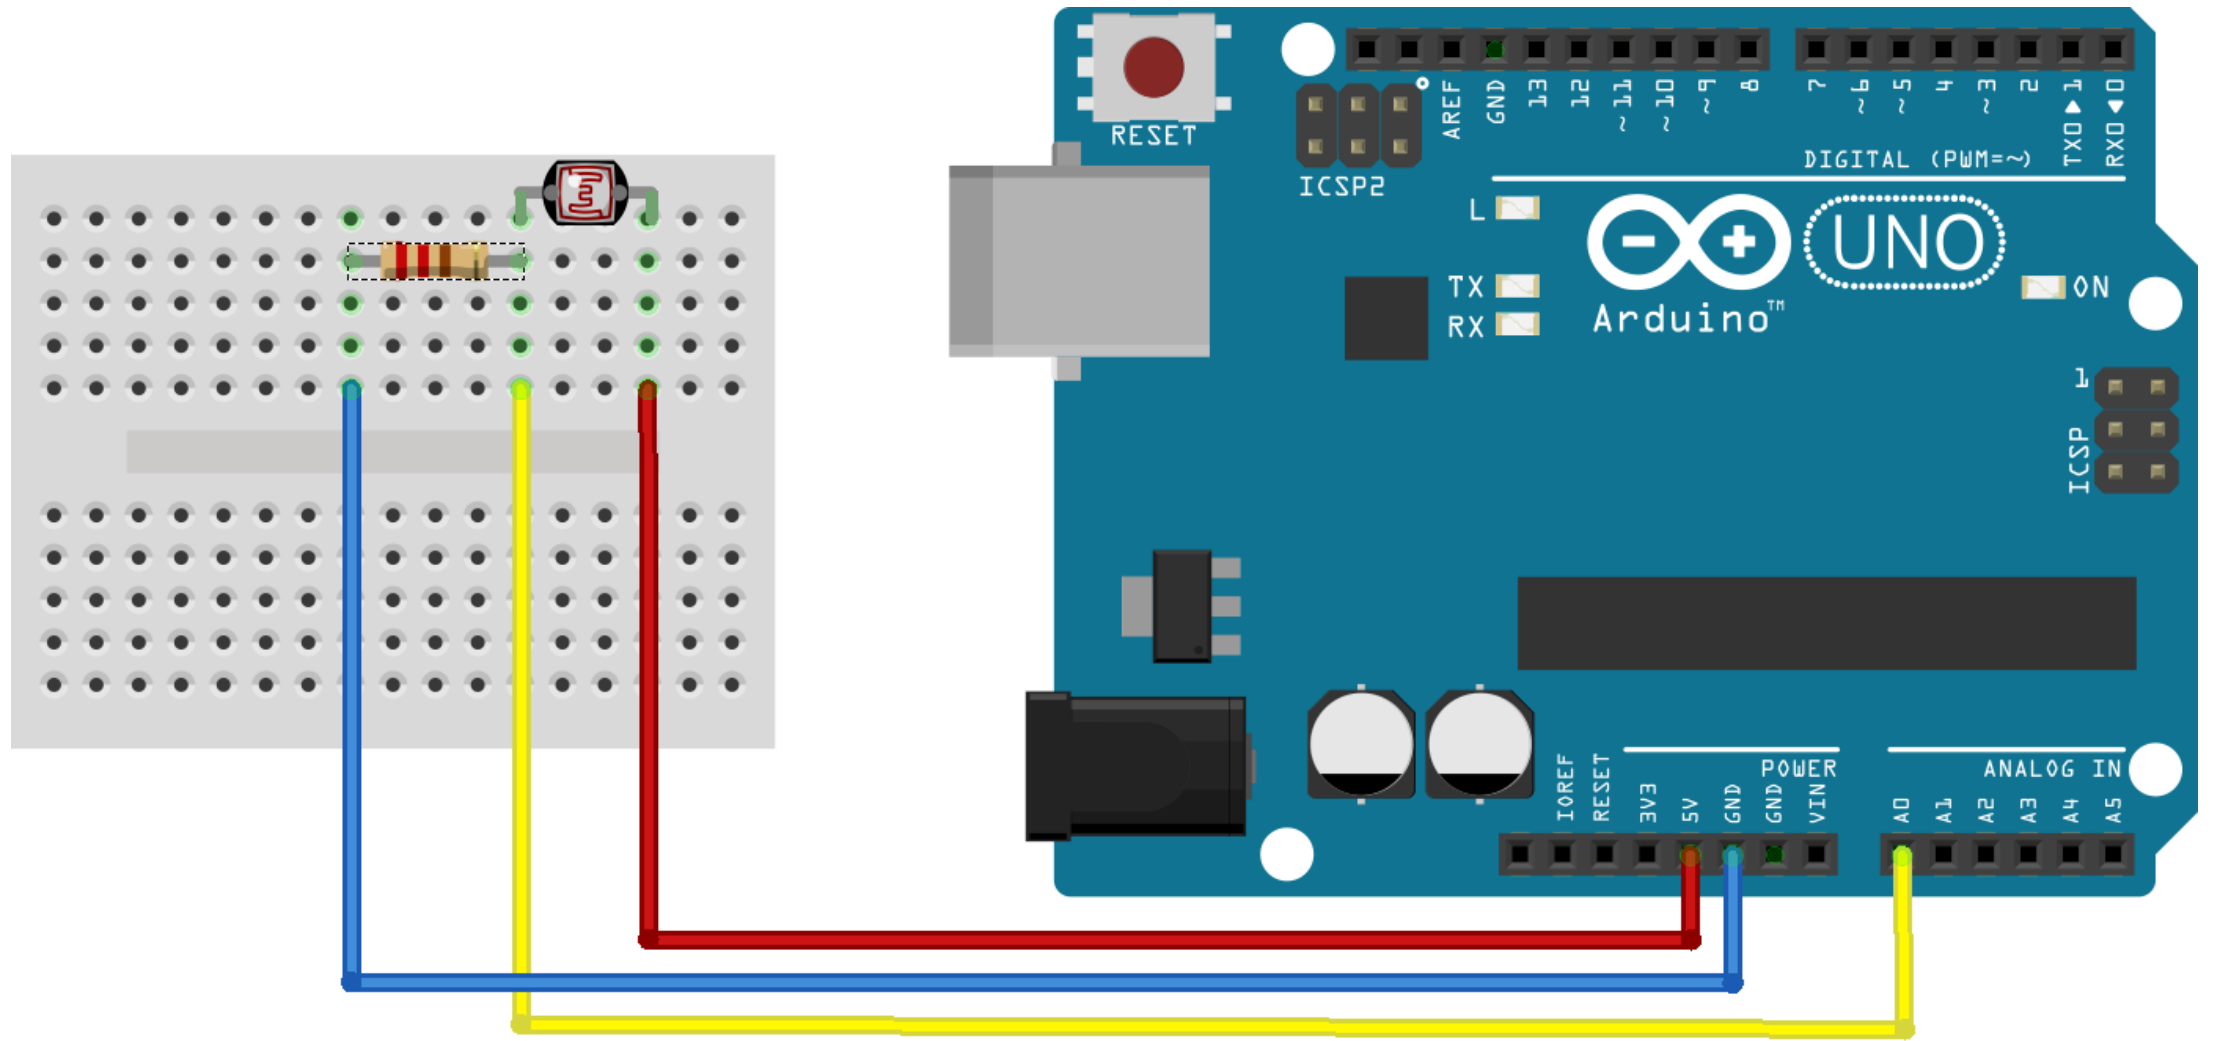 RESET
ICSP2
AREF
GND
13
12
~11
~10
~9
8
7
~6
~5
4
~3
2
TX0▶1
RX0◀0
DIGITAL (PWM=~)
L
TX
RX
Arduino™
UNO
ON
1
ICSP
POWER
ANALOG IN
IOREF
RESET
3V3
5V
GND
GND
VIN
A0
A1
A2
A3
A4
A5